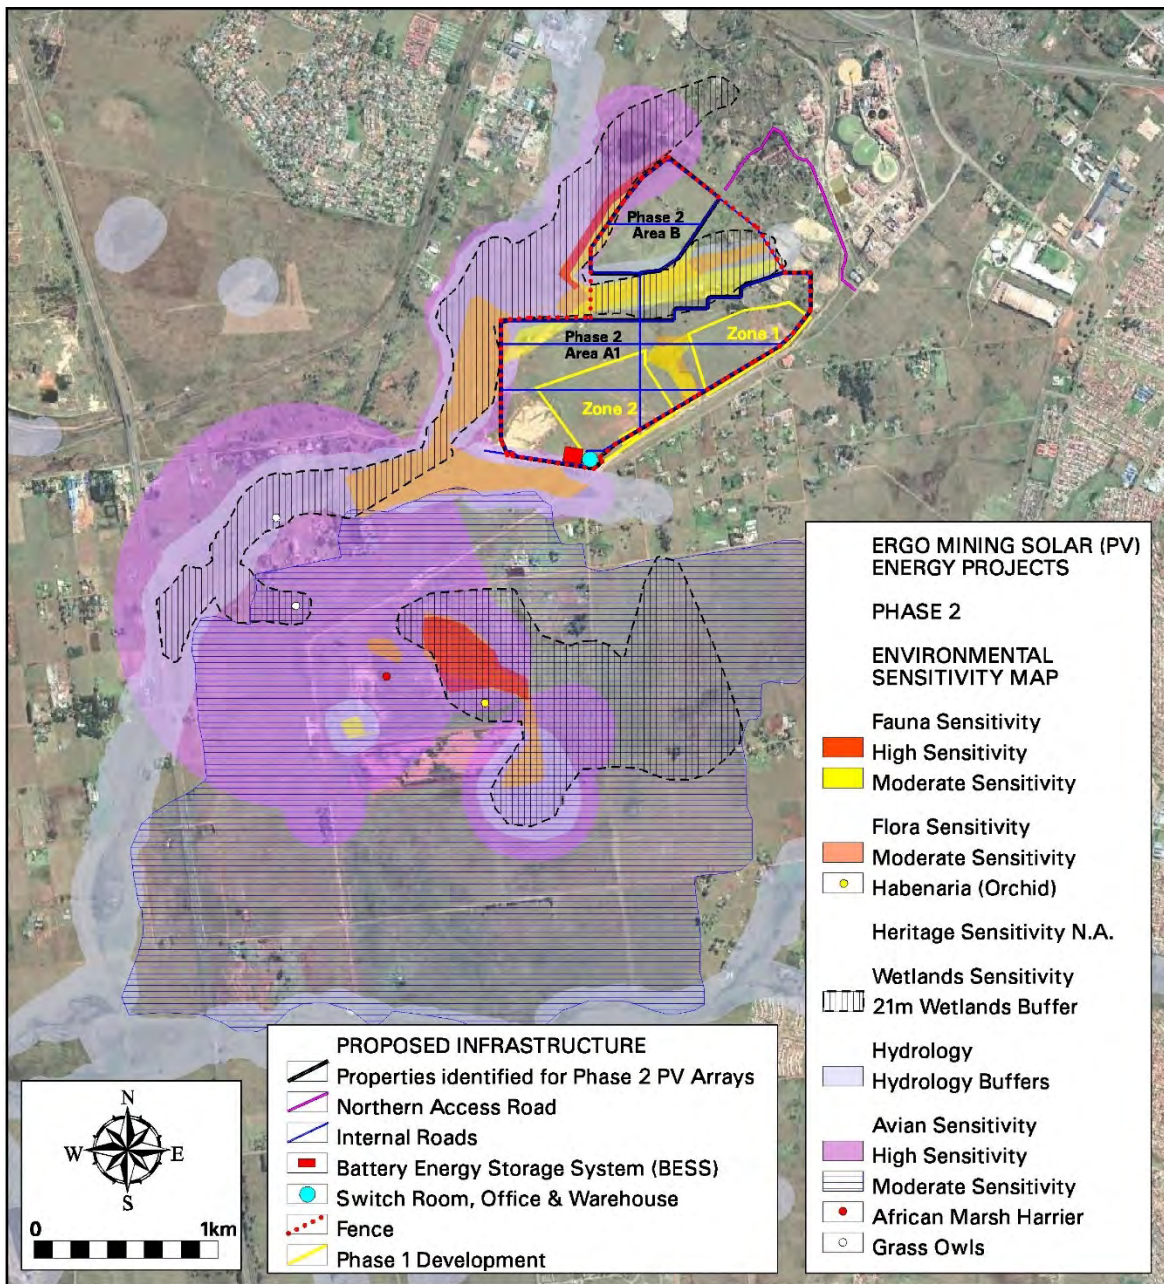 Phase 2
Area B
Phase 2
Area A1
Zone 1
Zone 2
ERGO MINING SOLAR (PV)
ENERGY PROJECTS
PHASE 2
ENVIRONMENTAL
SENSITIVITY MAP
Fauna Sensitivity
High Sensitivity
Moderate Sensitivity
Flora Sensitivity
Moderate Sensitivity
Habenaria (Orchid)
Heritage Sensitivity N.A.
Wetlands Sensitivity
21m Wetlands Buffer
Hydrology
Hydrology Buffers
Avian Sensitivity
High Sensitivity
Moderate Sensitivity
African Marsh Harrier
Grass Owls
PROPOSED INFRASTRUCTURE
Properties identified for Phase 2 PV Arrays
Northern Access Road
Internal Roads
Battery Energy Storage System (BESS)
Switch Room, Office & Warehouse
Fence
Phase 1 Development
N
W E
S
0 1km